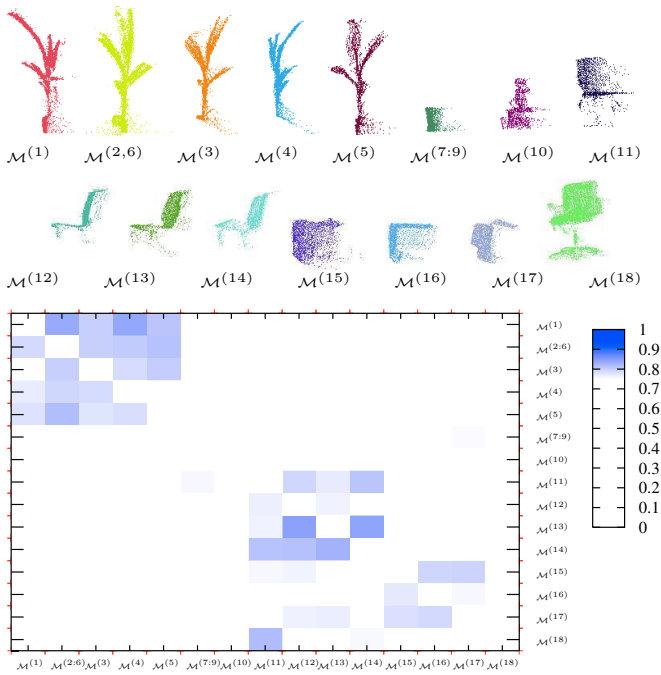 ℳ(1) ℳ(2,6) ℳ(3) ℳ(4) ℳ(5) ℳ(7:9) ℳ(10) ℳ(11)
ℳ(12) ℳ(13) ℳ(14) ℳ(15) ℳ(16) ℳ(17) ℳ(18)
ℳ(1)
ℳ(2:6)
ℳ(3)
ℳ(4)
ℳ(5)
ℳ(7:9)
ℳ(10)
ℳ(11)
ℳ(12)
ℳ(13)
ℳ(14)
ℳ(15)
ℳ(16)
ℳ(17)
ℳ(18)
1
0.9
0.8
0.7
0.6
0.5
0.4
0.3
0.2
0.1
0
ℳ(1) ℳ(2:6) ℳ(3) ℳ(4) ℳ(5) ℳ(7:9) ℳ(10) ℳ(11) ℳ(12) ℳ(13) ℳ(14) ℳ(15) ℳ(16) ℳ(17) ℳ(18)